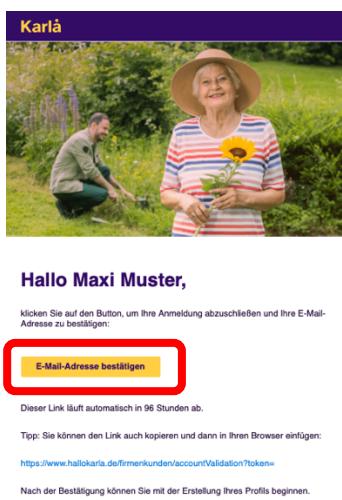 Karlå
Hallo Maxi Muster,
klicken Sie auf den Button, um Ihre Anmeldung abzuschließen und Ihre E-Mail-
Adresse zu bestätigen:
E-Mail-Adresse bestätigen
Dieser Link läuft automatisch in 96 Stunden ab.
Tipp: Sie können den Link auch kopieren und dann in Ihren Browser einfügen:
https://www.hallokarla.de/firmenkunden/accountValidation?token=
Nach der Bestätigung können Sie mit der Erstellung Ihres Profils beginnen.